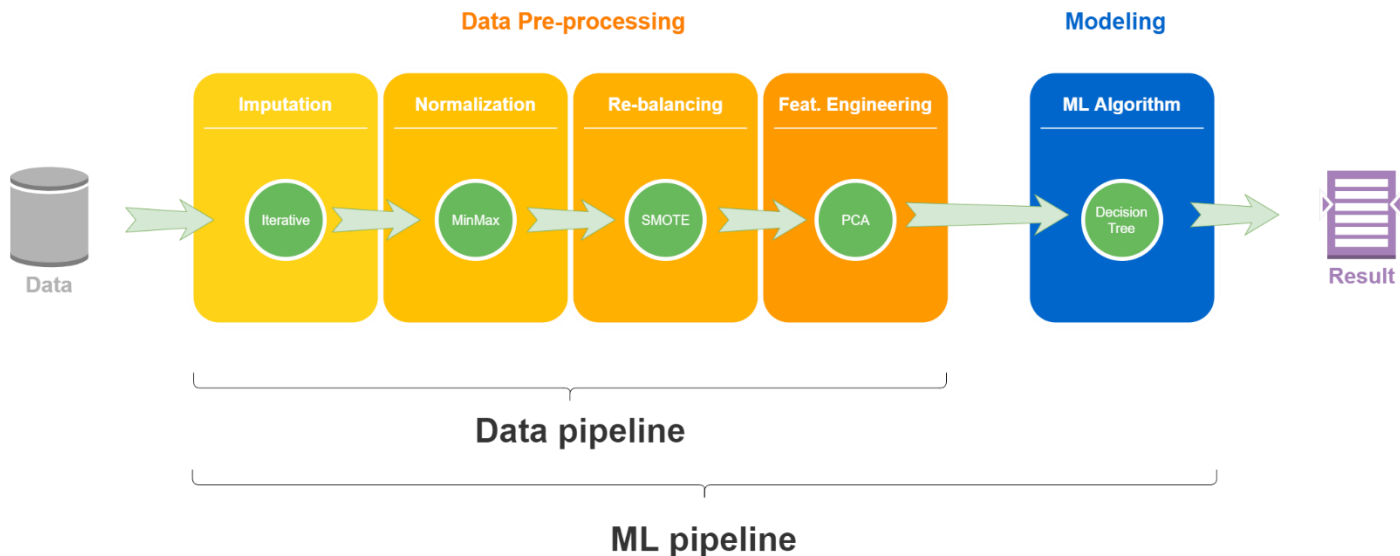 Data Pre-processing
Modeling
Imputation
Normalization
Re-balancing
Feat. Engineering
ML Algorithm
Iterative
MinMax
SMOTE
PCA
Decision
Tree
Data
Result
Data pipeline
ML pipeline